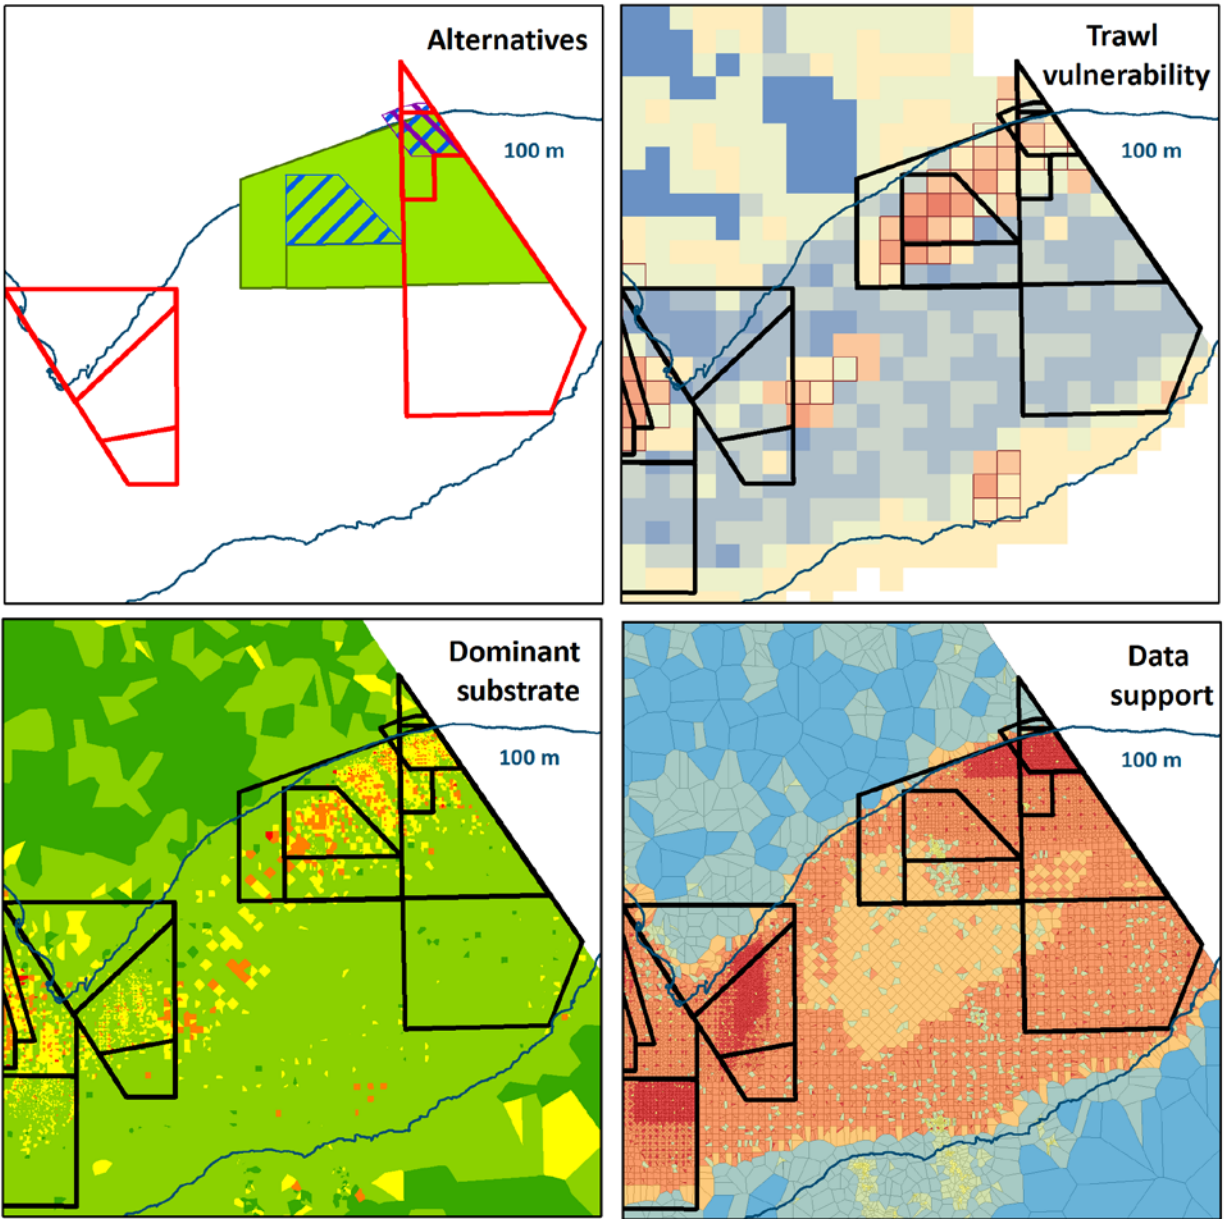 Alternatives
100 m
Trawl
vulnerability
100 m
Dominant
substrate
100 m
Data
support
100 m